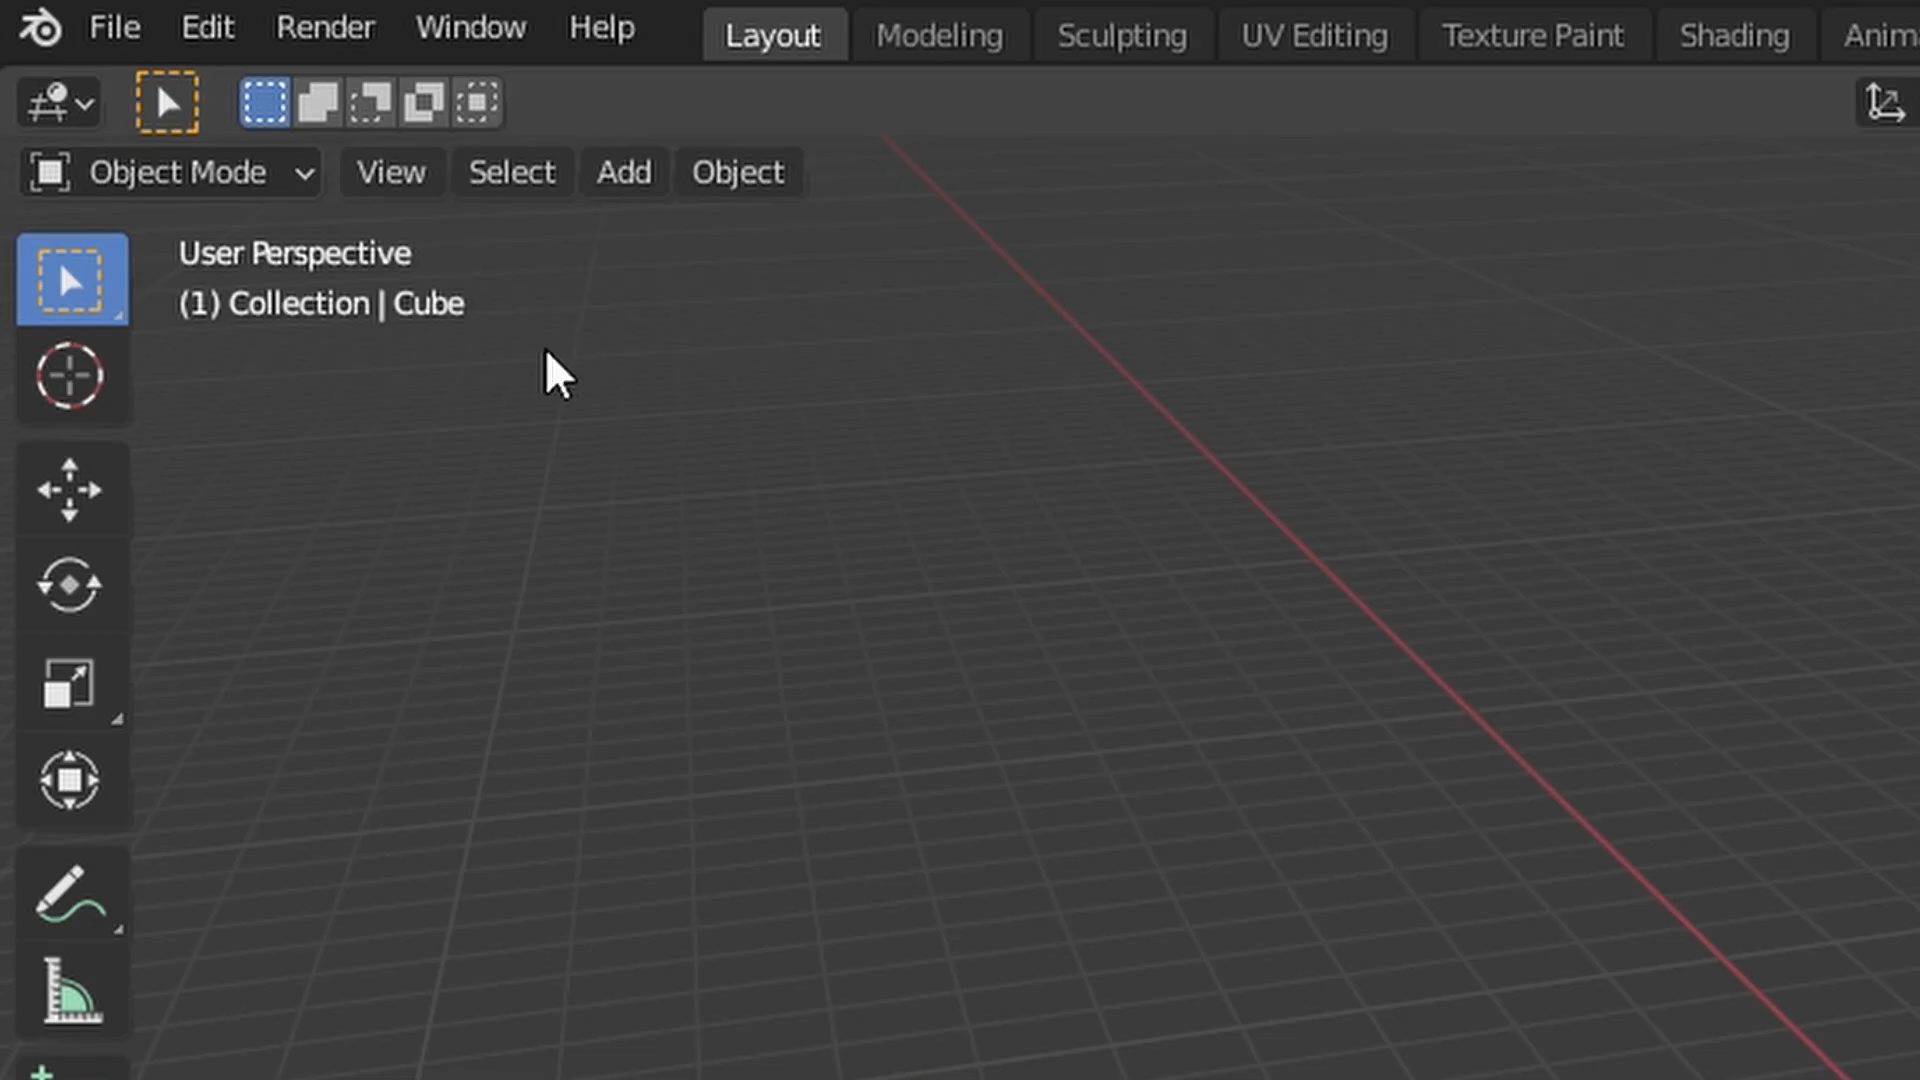 File Edit Render Window Help Layout Modeling Sculpting UV Editing Texture Paint Shading Anim
Object Mode View Select Add Object
User Perspective
(1) Collection | Cube